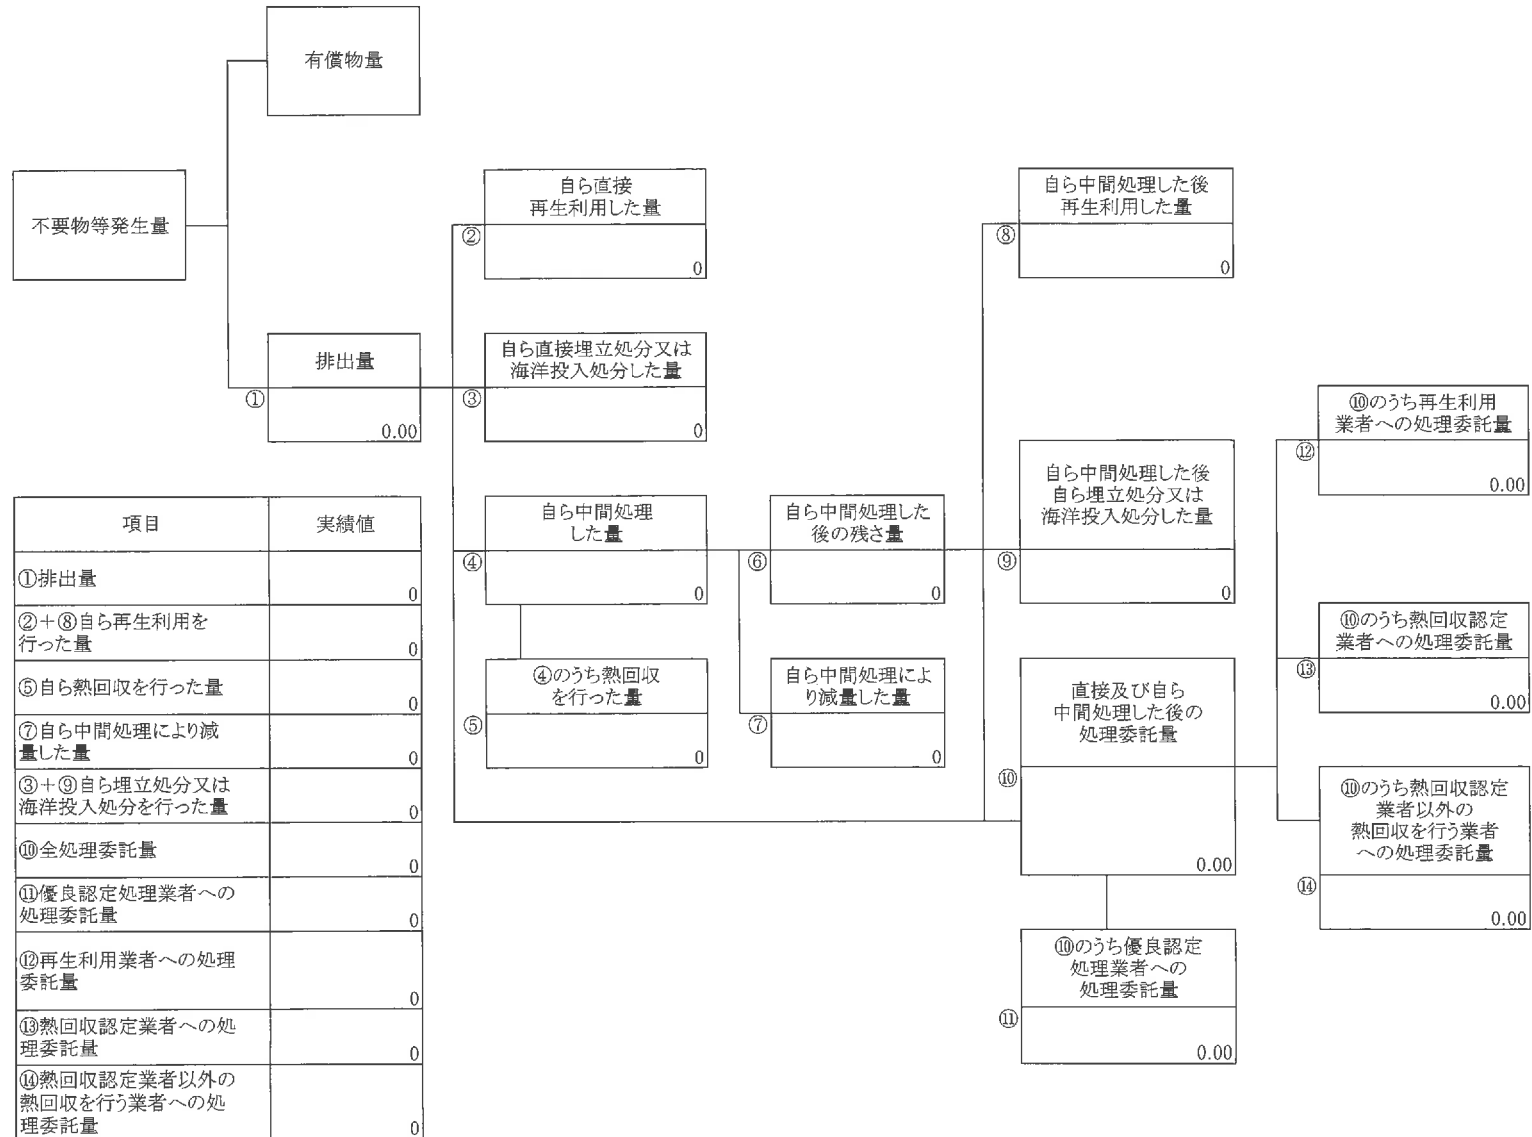 有償物量
不要物等発生量
自ら直接
再生利用した量
②
0
自ら中間処理した後
再生利用した量
⑧
0
排出量
①
0.00
自ら直接埋立処分又は
海洋投入処分した量
③
0
⑩のうち再生利用
業者への処理委託量
⑫
0.00
自ら中間処理
した量
④
0
自ら中間処理した
後の残さ量
⑥
0
自ら中間処理した後
自ら埋立処分又は
海洋投入処分した量
⑨
0
⑩のうち熱回収認定
業者への処理委託量
⑬
0.00
④のうち熱回収
を行った量
⑤
0
自ら中間処理によ
り減量した量
⑦
0
直接及び自ら
中間処理した後の
処理委託量
⑩
0.00
⑩のうち熱回収認定
業者以外の
熱回収を行う業者
への処理委託量
⑭
0.00
⑩のうち優良認定
処理業者への
処理委託量
⑪
0.00
項目 実績値
①排出量
0
②+⑧自ら再生利用を
行った量
0
⑤自ら熱回収を行った量
0
⑦自ら中間処理により減
量した量
0
③+⑨自ら埋立処分又は
海洋投入処分を行った量
0
⑩全処理委託量
0
⑪優良認定処理業者への
処理委託量
0
⑫再生利用業者への処理
委託量
0
⑬熱回収認定業者への処
理委託量
0
⑭熱回収認定業者以外の
熱回収を行う業者への処
理委託量
0